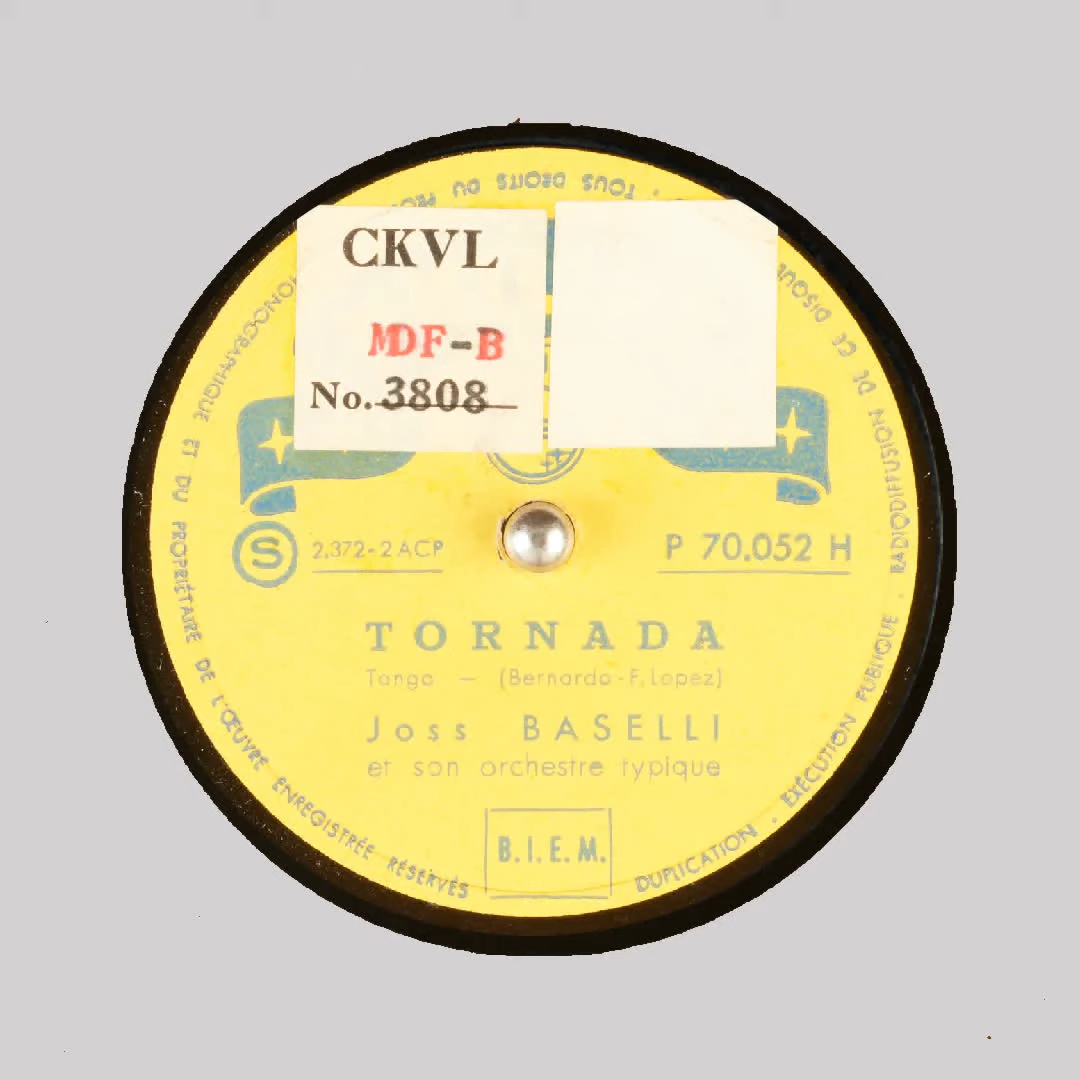 CKVL
MDF-B
No. 3808
S
2.372-2 ACP
P 70.052 H
TORNADA
Tango — (Bernardo-F. Lopez)
Joss BASELLI
et son orchestre typique
B.I.E.M.
· TOUS DROITS DU
PHONOGRAPHIQUE ET DU PROPRIÉTAIRE DE L'ŒUVRE ENREGISTRÉE RÉSERVÉS
DUPLICATION · EXÉCUTION PUBLIQUE · RADIODIFFUSION DE CE DISQUE